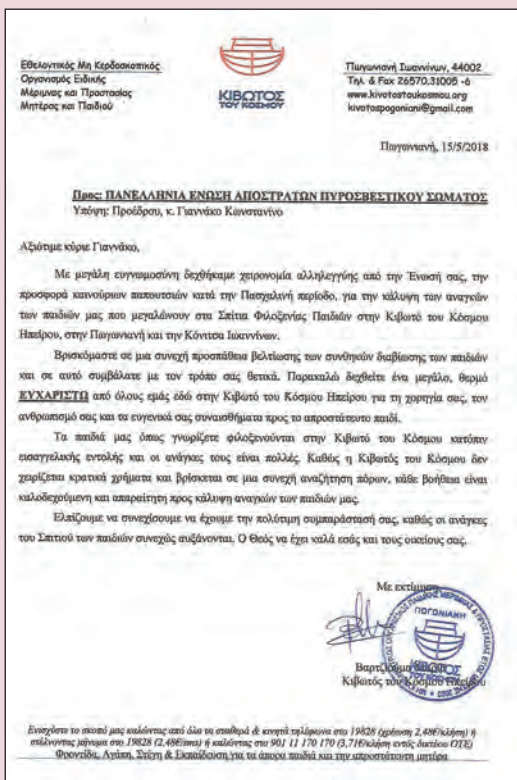 Εθελοντικός Μη Κερδοσκοπικός
Οργανισμός Ειδικής
Μέριμνας και Προστασίας
Μητέρας και Παιδιού
ΚΙΒΩΤΟΣ
ΤΟΥ ΚΟΣΜΟΥ
Πωγωνιανή Ιωαννίνων, 44002
Τηλ. & Fax 26570,31005 -6
www.kivotostoukosmou.org
kivotospogoniani@gmail.com
Πωγωνιανή, 15/5/2018
Προς: ΠΑΝΕΛΛΗΝΙΑ ΕΝΩΣΗ ΑΠΟΣΤΡΑΤΩΝ ΠΥΡΟΣΒΕΣΤΙΚΟΥ ΣΩΜΑΤΟΣ
Υπόψη: Προέδρου, κ. Γιαννάκο Κωνσταντίνο
Αξιότιμε κύριε Γιαννάκο,
Με μεγάλη ευγνωμοσύνη δεχθήκαμε χειρονομία αλληλεγγύης από την Ένωσή σας, την
προσφορά καινούριων παπουτσιών κατά την Πασχαλινή περίοδο, για την κάλυψη των αναγκών
των παιδιών μας που μεγαλώνουν στα Σπίτια Φιλοξενίας Παιδιών στην Κιβωτό του Κόσμου
Ηπείρου, στην Πωγωνιανή και την Κόνιτσα Ιωαννίνων.
Βρισκόμαστε σε μια συνεχή προσπάθεια βελτίωσης των συνθηκών διαβίωσης των παιδιών
και σε αυτό συμβάλατε με τον τρόπο σας θετικά. Παρακαλώ δεχθείτε ένα μεγάλο, θερμό
ΕΥΧΑΡΙΣΤΩ από όλους εμάς εδώ στην Κιβωτό του Κόσμου Ηπείρου για τη χορηγία σας, τον
ανθρωπισμό σας και τα ευγενικά σας συναισθήματα προς το απροστάτευτο παιδί.
Τα παιδιά μας όπως γνωρίζετε φιλοξενούνται στην Κιβωτό του Κόσμου κατόπιν
εισαγγελικής εντολής και οι ανάγκες τους είναι πολλές. Καθώς η Κιβωτός του Κόσμου δεν
χειρίζεται κρατικά χρήματα και βρίσκεται σε μια συνεχή αναζήτηση πόρων, κάθε βοήθεια είναι
καλοδεχούμενη και απαραίτητη προς κάλυψη αναγκών των παιδιών μας.
Ελπίζουμε να συνεχίσουμε να έχουμε την πολύτιμη συμπαράστασή σας, καθώς οι ανάγκες
του Σπιτιού των παιδιών συνεχώς αυξάνονται. Ο Θεός να έχει καλά εσάς και τους οικείους σας.
Με εκτίμηση
ΠΩΓΩΝΙΑΝΗ
Κιβωτός του Κόσμου Ηπείρου
Ενισχύστε το σκοπό μας καλώντας από όλα τα σταθερά & κινητά τηλέφωνα στο 19828 (χρέωση 2,48€/κλήση) ή
στέλνοντας μήνυμα στο 19828 (2,48€/sms) ή καλώντας στο 901 11 170 170 (3,71€/κλήση εντός δικτύου ΟΤΕ)
Φροντίδα, Αγάπη, Στέγη & Εκπαίδευση για τα άπορα παιδιά και την απροστάτευτη μητέρα